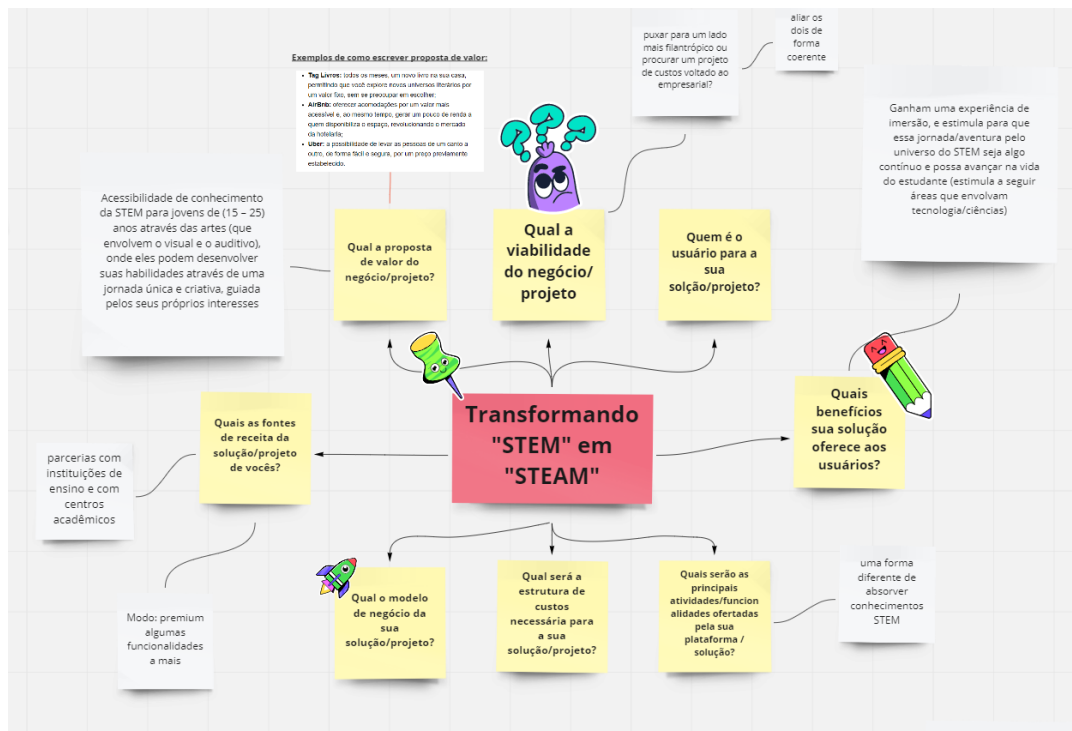 Exemplos de como escrever proposta de valor:
Tag Livros: todos os meses, um novo livro na sua casa,
permitindo que você explore novos universos literários por
um valor fixo, sem se preocupar em escolher;
AirBnb: oferecer acomodações por um valor mais
acessível e, ao mesmo tempo, gerar um pouco de renda a
quem disponibiliza o espaço, revolucionando o mercado
da hotelaria;
Uber: a possibilidade de levar as pessoas de um canto a
outro, de forma fácil e segura, por um preço previamente
estabelecido.
puxar para um lado
mais filantrópico ou
procurar um projeto
de custos voltado ao
empresarial?
aliar os
dois de
forma
coerente
Ganham uma experiência de
imersão, e estimula para que
essa jornada/aventura pelo
universo do STEM seja algo
contínuo e possa avançar na vida
do estudante (estimula a seguir
áreas que envolvam
tecnologia/ciências)
Acessibilidade de conhecimento
da STEM para jovens de (15 – 25)
anos através das artes (que
envolvem o visual e o auditivo),
onde eles podem desenvolver
suas habilidades através de uma
jornada única e criativa, guiada
pelos seus próprios interesses
Qual a proposta
de valor do
negócio/projeto?
Qual a
viabilidade
do negócio/
projeto
Quem é o
usuário para a
sua
solção/projeto?
Transformando
"STEM" em
"STEAM"
Quais
benefícios
sua solução
oferece aos
usuários?
Quais as fontes
de receita da
solução/projeto
de vocês?
parcerias com
instituições de
ensino e com
centros
acadêmicos
Modo: premium
algumas
funcionalidades
a mais
Qual o modelo
de negócio da
sua
solução/projeto?
Qual será a
estrutura de
custos
necessária para
a sua
solução/projeto?
Quais serão as
principais
atividades/funcion
alidades ofertadas
pela sua
plataforma /
solução?
uma forma
diferente de
absorver
conhecimentos
STEM